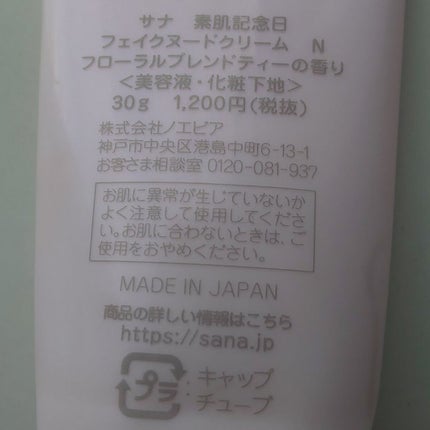 サナ 素肌記念日
フェイクヌードクリーム N
フローラルブレンドティーの香り
<美容液・化粧下地>
30g 1,200円(税抜)
株式会社ノエビア
神戸市中央区港島中町6-13-1
お客さま相談室 0120-081-937
お肌に異常が生じていないか
よく注意して使用してくださ
い。お肌に合わないときは、ご
使用をおやめください。
MADE IN JAPAN
商品の詳しい情報はこちら
https://sana.jp
プラ
:キャップ
:チューブ